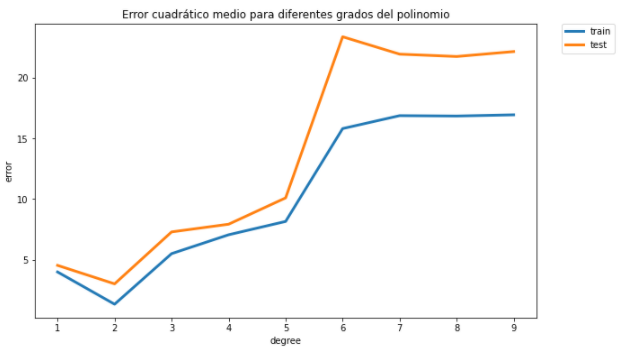 Error cuadrático medio para diferentes grados del polinomio
train
test
20
15
10
5
error
1 2 3 4 5 6 7 8 9
degree